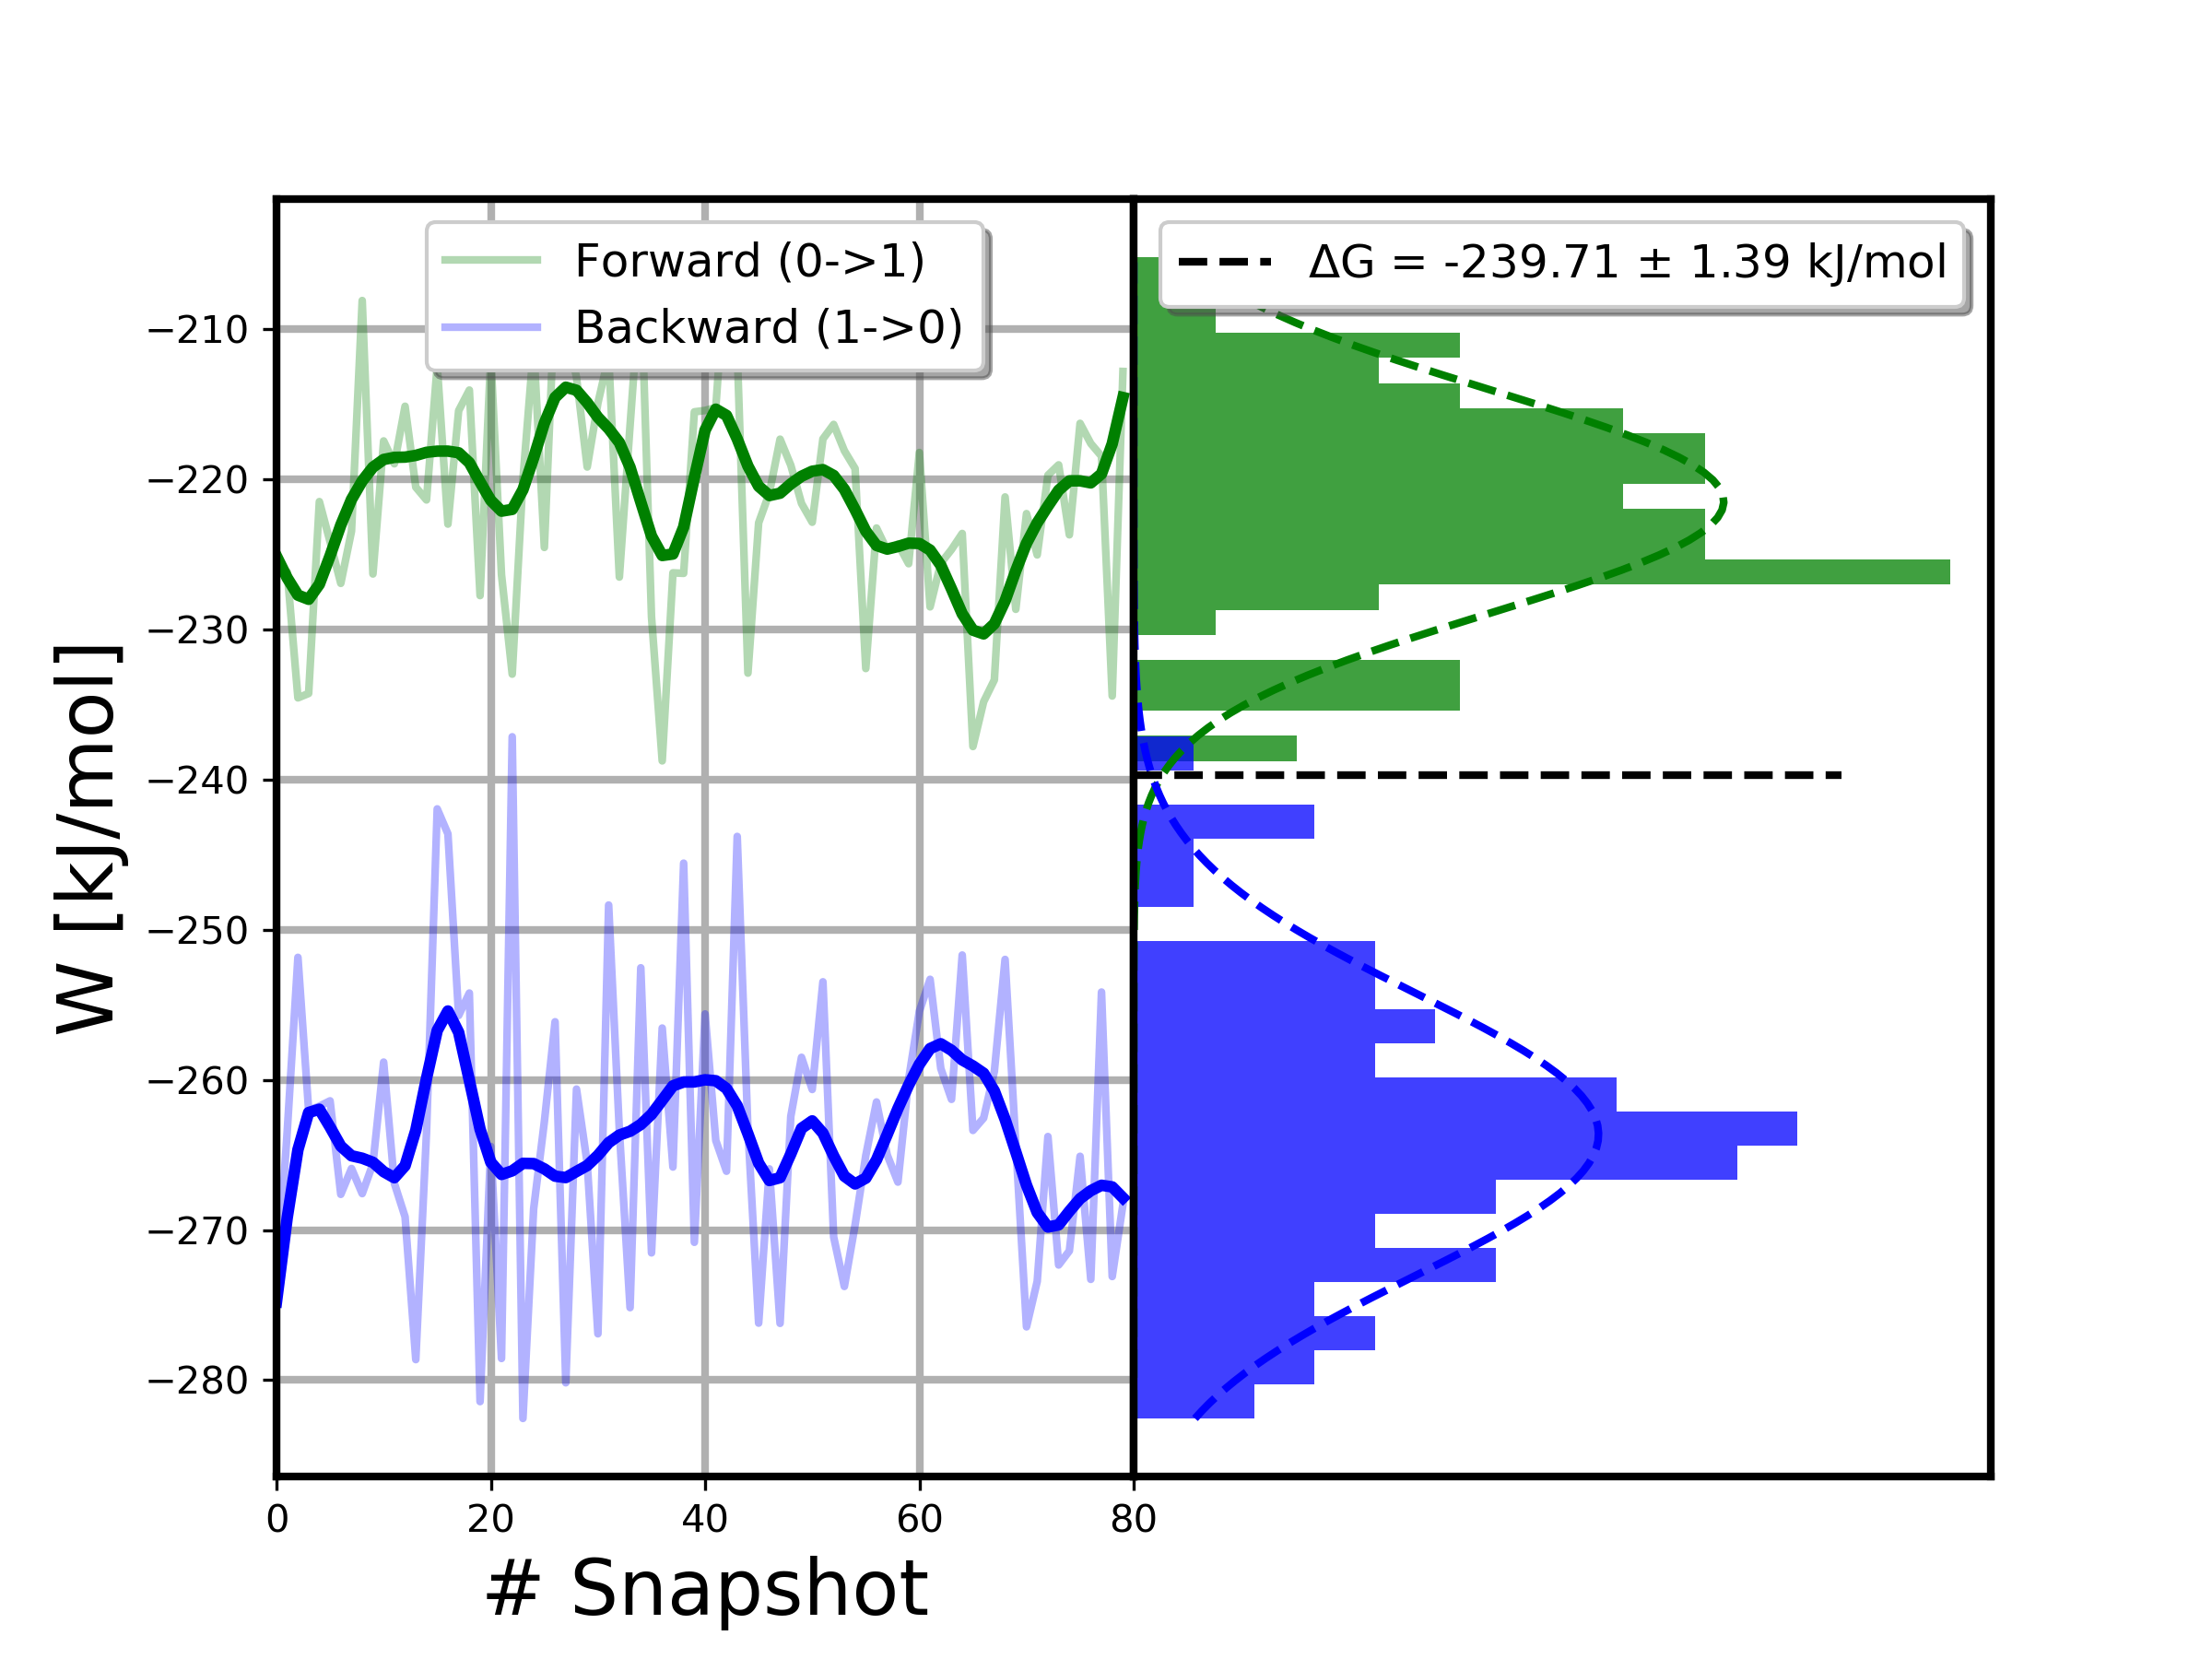 Forward (0->1)
Backward (1->0)
ΔG = -239.71 ± 1.39 kJ/mol
−210
−220
−230
−240
−250
−260
−270
−280
W [kJ/mol]
0 20 40 60 80
# Snapshot